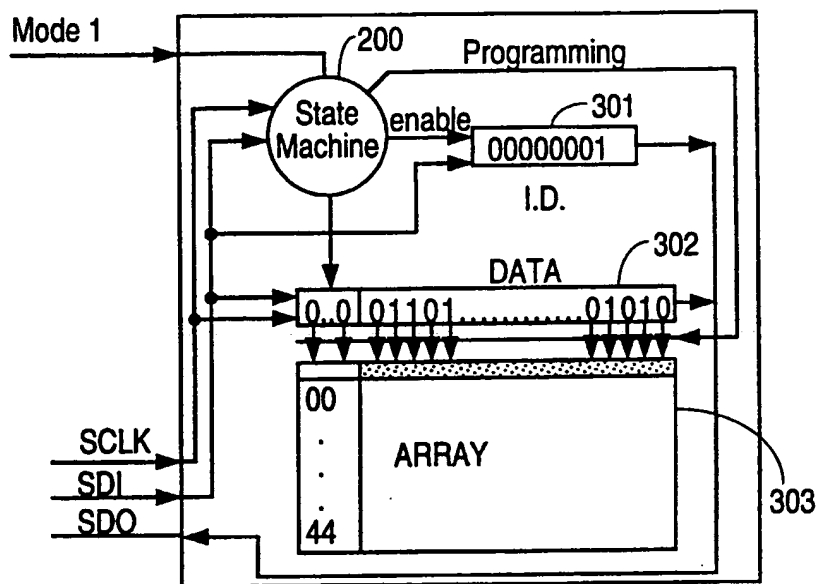 Mode 1
200
Programming
State
Machine
enable
301
00000001
I.D.
302
DATA
0..0 01101..............01010
00
.
.
.
44
ARRAY
SCLK
SDI
SDO
303